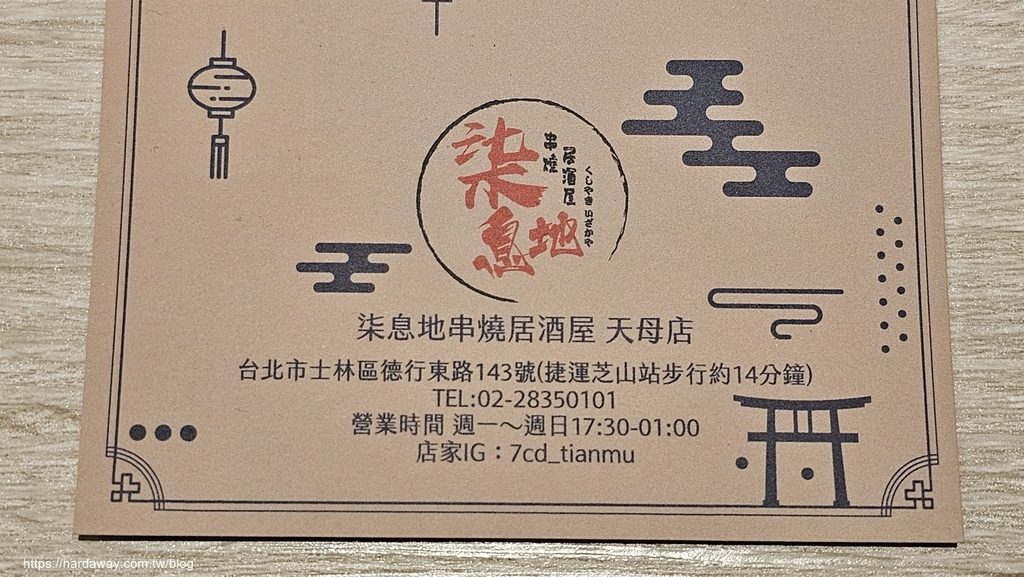 柒息地
串燒
居酒屋
くしやき いざかや
柒息地串燒居酒屋 天母店
台北市士林區德行東路143號(捷運芝山站步行約14分鐘)
TEL:02-28350101
營業時間 週一～週日17:30-01:00
店家IG：7cd_tianmu
https://hardaway.com.tw/blog